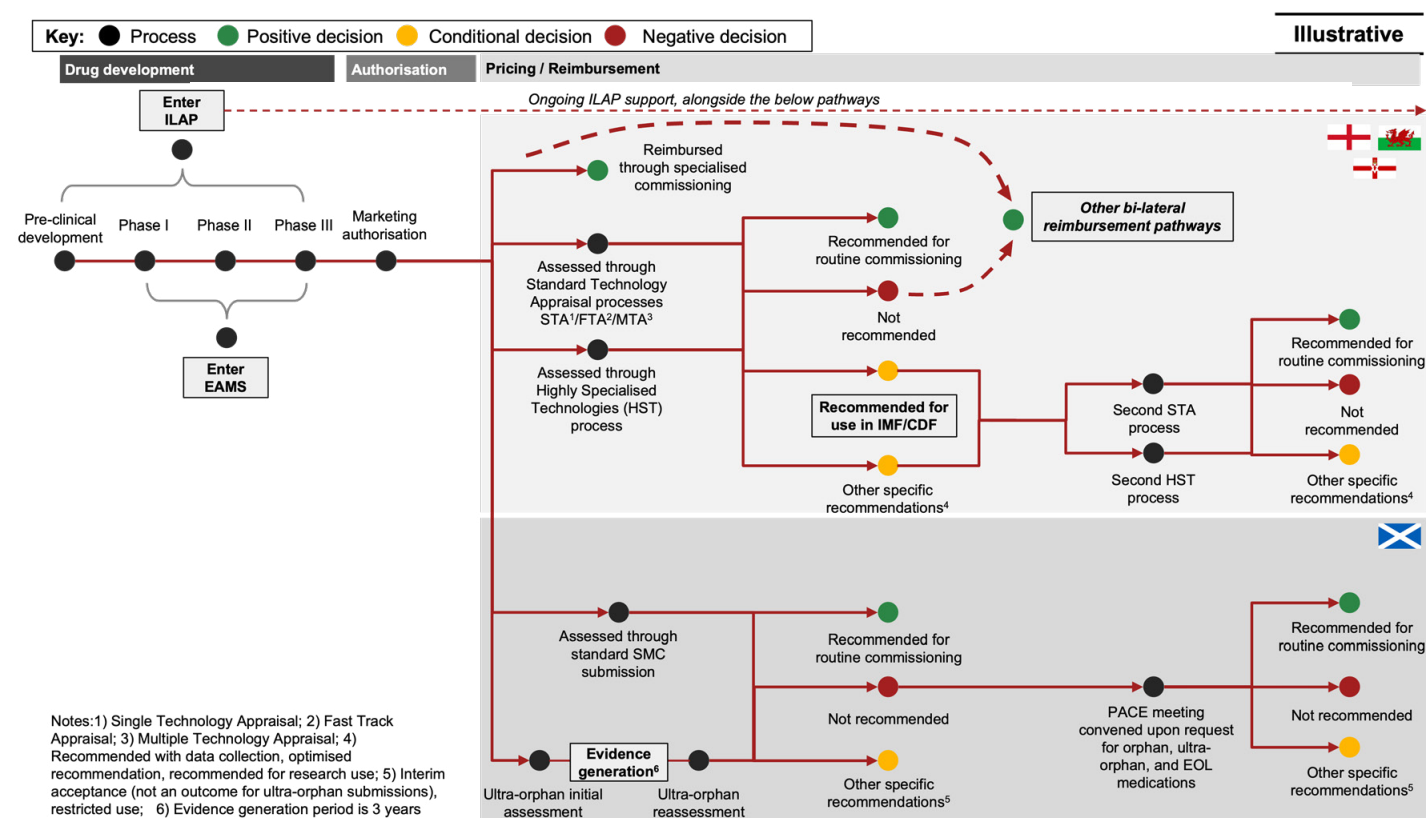 Key: Process Positive decision Conditional decision Negative decision
Illustrative
Drug development
Authorisation
Pricing / Reimbursement
Enter
ILAP
Ongoing ILAP support, alongside the below pathways
Pre-clinical
development
Phase I
Phase II
Phase III
Marketing
authorisation
Enter
EAMS
Reimbursed
through specialised
commissioning
Assessed through
Standard Technology
Appraisal processes
STA¹/FTA²/MTA³
Assessed through
Highly Specialised
Technologies (HST)
process
Recommended for
routine commissioning
Not
recommended
Recommended for
use in IMF/CDF
Other specific
recommendations⁴
Other bi-lateral
reimbursement pathways
Second STA
process
Second HST
process
Recommended for
routine commissioning
Not
recommended
Other specific
recommendations⁴
Assessed through
standard SMC
submission
Ultra-orphan initial
assessment
Evidence
generation⁶
Ultra-orphan
reassessment
Recommended for
routine commissioning
Not recommended
Other specific
recommendations⁵
PACE meeting
convened upon request
for orphan, ultra-
orphan, and EOL
medications
Recommended for
routine commissioning
Not recommended
Other specific
recommendations⁵
Notes:1) Single Technology Appraisal; 2) Fast Track
Appraisal; 3) Multiple Technology Appraisal; 4)
Recommended with data collection, optimised
recommendation, recommended for research use; 5) Interim
acceptance (not an outcome for ultra-orphan submissions),
restricted use; 6) Evidence generation period is 3 years